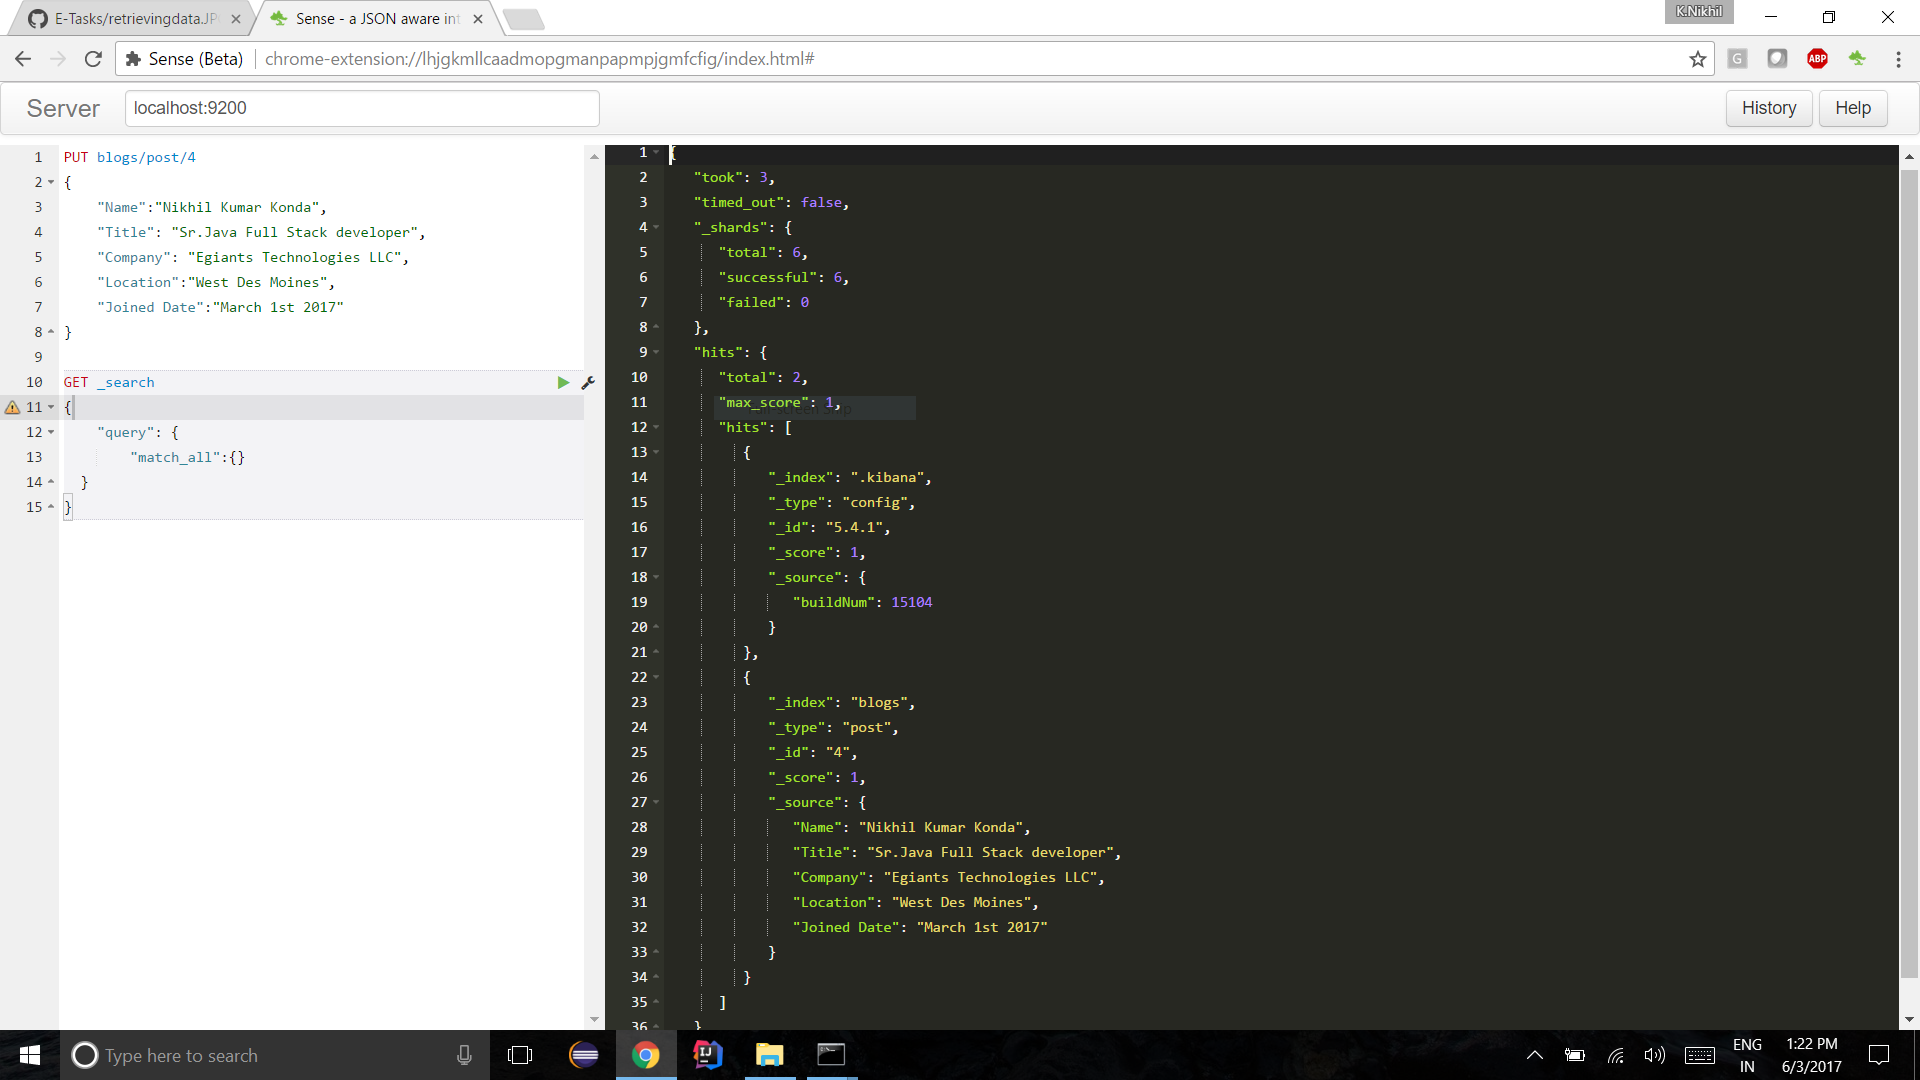 E-Tasks/retrievingdata.JP
Sense - a JSON aware int
K.Nikhil
Sense (Beta)
chrome-extension://lhjgkmllcaadmopgmanpapmpjgmfcfig/index.html#
G
ABP
Server
localhost:9200
History
Help
1 PUT blogs/post/4
2 {
3 "Name":"Nikhil Kumar Konda",
4 "Title": "Sr.Java Full Stack developer",
5 "Company": "Egiants Technologies LLC",
6 "Location":"West Des Moines",
7 "Joined Date":"March 1st 2017"
8 }
9
10 GET _search
11 {
12 "query": {
13 "match_all":{}
14 }
15 }
1 {
2 "took": 3,
3 "timed_out": false,
4 "_shards": {
5 "total": 6,
6 "successful": 6,
7 "failed": 0
8 },
9 "hits": {
10 "total": 2,
11 "max_score": 1,
12 "hits": [
13 {
14 "_index": ".kibana",
15 "_type": "config",
16 "_id": "5.4.1",
17 "_score": 1,
18 "_source": {
19 "buildNum": 15104
20 }
21 },
22 {
23 "_index": "blogs",
24 "_type": "post",
25 "_id": "4",
26 "_score": 1,
27 "_source": {
28 "Name": "Nikhil Kumar Konda",
29 "Title": "Sr.Java Full Stack developer",
30 "Company": "Egiants Technologies LLC",
31 "Location": "West Des Moines",
32 "Joined Date": "March 1st 2017"
33 }
34 }
35 ]
36 }
Type here to search
IJ
ENG
IN
1:22 PM
6/3/2017